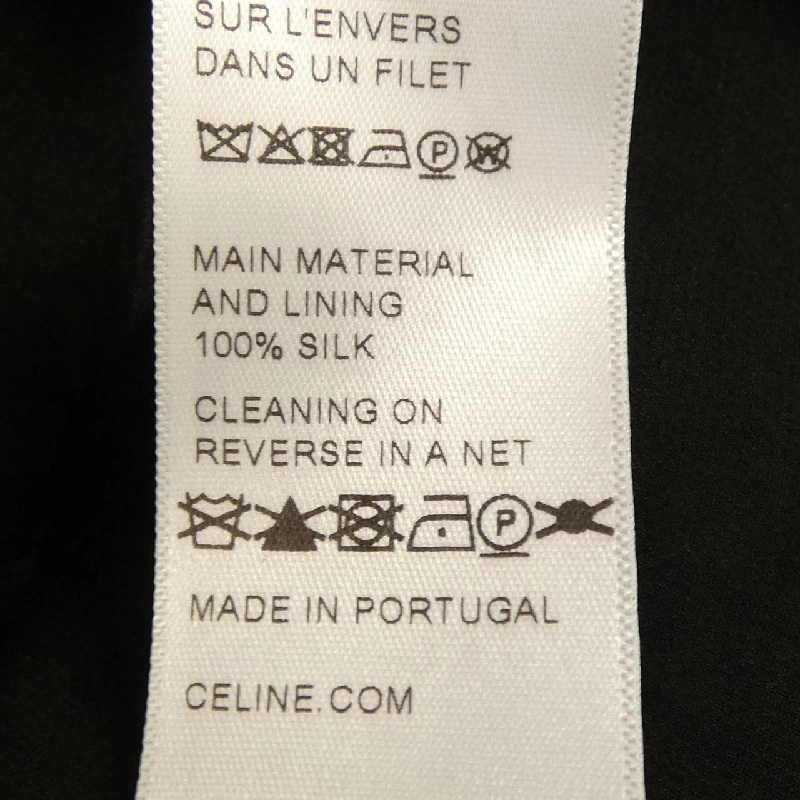 SUR L'ENVERS
DANS UN FILET
P W
MAIN MATERIAL
AND LINING
100% SILK
CLEANING ON
REVERSE IN A NET
P
MADE IN PORTUGAL
CELINE.COM